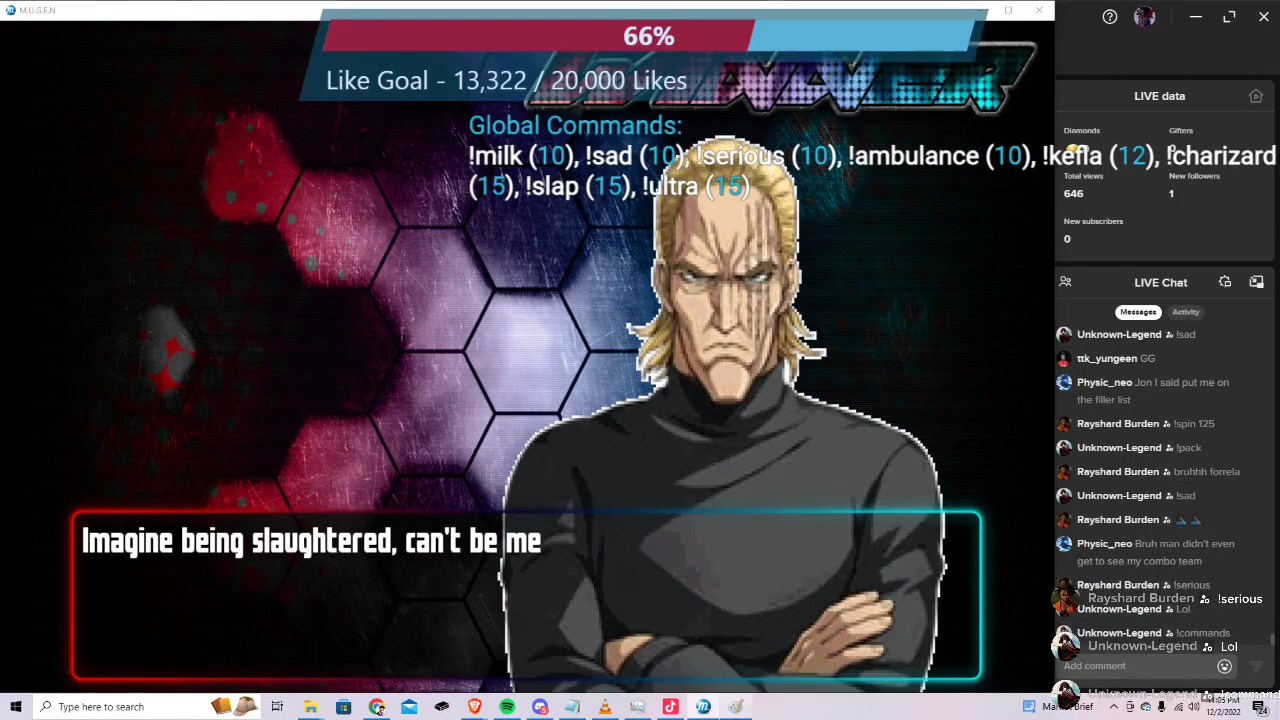 M.U.G.E.N
66%
Like Goal - 13,322 / 20,000 Likes
Global Commands:
!milk (10), !sad (10), !serious (10), !ambulance (10), !kefla (12), !charizard
(15), !slap (15), !ultra (15)
Imagine being slaughtered, can't be me
LIVE data
Diamonds
Gifters
Total views
New followers
646
1
New subscribers
0
LIVE Chat
Messages
Activity
Unknown-Legend !sad
ttk_yungeen GG
Physic_neo Jon I said put me on
the filler list
Rayshard Burden !spin 125
Unknown-Legend !pack
Rayshard Burden bruhhh forrela
Unknown-Legend !sad
Rayshard Burden
Physic_neo Bruh man didn't even
get to see my combo team
Rayshard Burden !serious
Rayshard Burden !serious
Unknown-Legend Lol
Unknown-Legend !commands
Unknown-Legend Lol
Add comment
Type here to search
12/2/2022